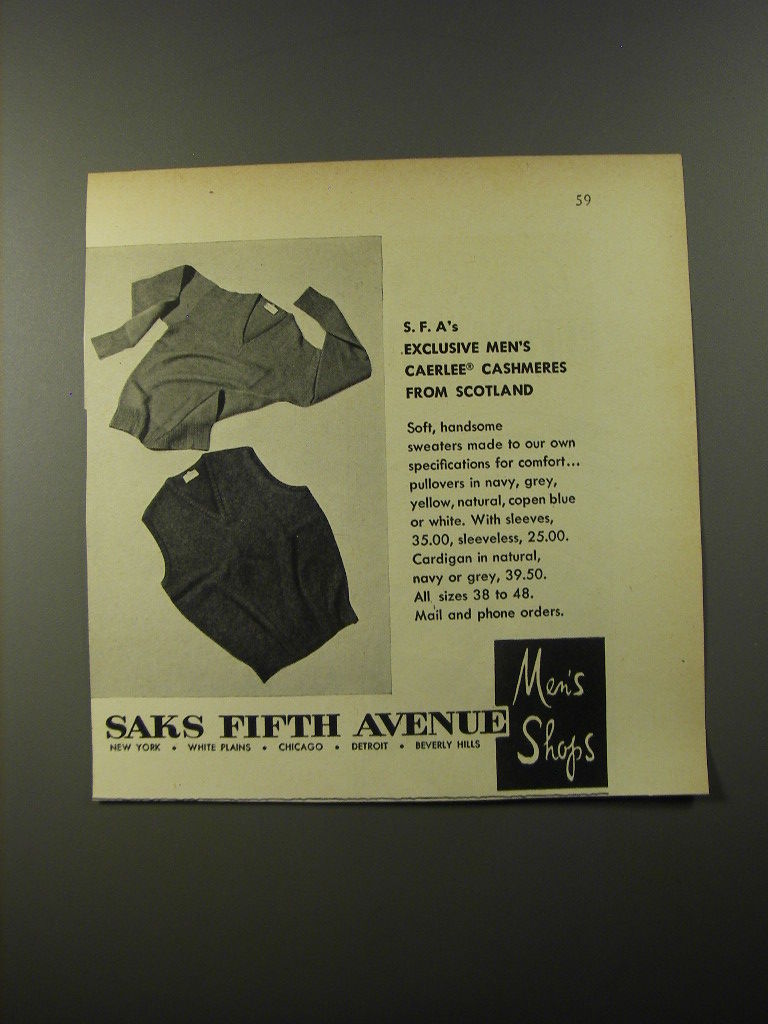 59
S. F. A's
EXCLUSIVE MEN'S
CAERLEE® CASHMERES
FROM SCOTLAND
Soft, handsome
sweaters made to our own
specifications for comfort...
pullovers in navy, grey,
yellow, natural, copen blue
or white. With sleeves,
35.00, sleeveless, 25.00.
Cardigan in natural,
navy or grey, 39.50.
All sizes 38 to 48.
Mail and phone orders.
Men's
Shops
SAKS FIFTH AVENUE
NEW YORK • WHITE PLAINS • CHICAGO • DETROIT • BEVERLY HILLS